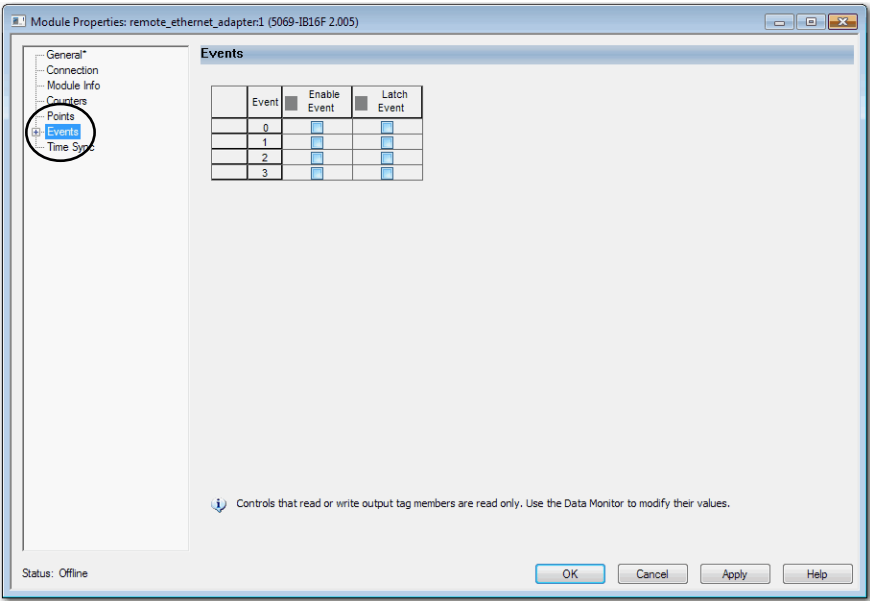 Module Properties: remote_ethernet_adapter:1 (5069-IB16F 2.005)
General*
Connection
Module Info
Counters
Points
Events
Time Sync
Events
Event Enable Event Latch Event
0
1
2
3
Controls that read or write output tag members are read only. Use the Data Monitor to modify their values.
Status: Offline
OK Cancel Apply Help